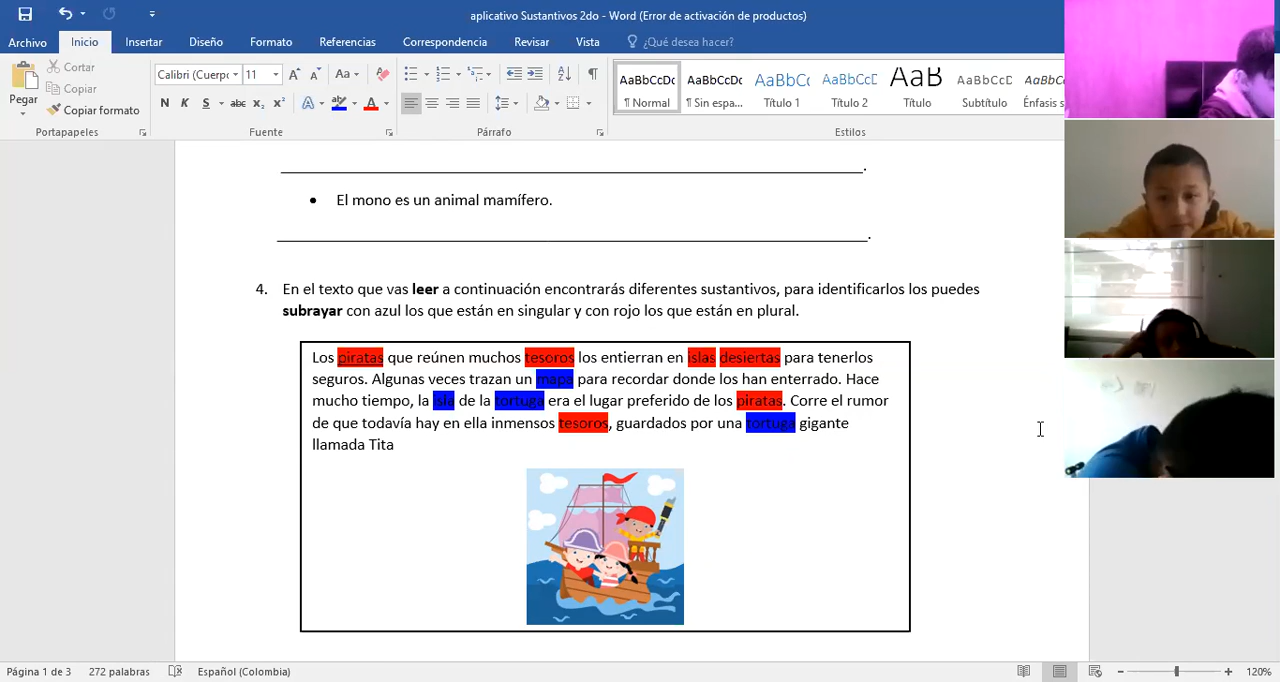 aplicativo Sustantivos 2do - Word (Error de activación de productos)
Archivo Inicio Insertar Diseño Formato Referencias Correspondencia Revisar Vista ¿Qué desea hacer?
Pegar
Cortar
Copiar
Copiar formato
Portapapeles
Calibri (Cuerpo 11
Aa
N K S abc x₂ x²
Fuente
Párrafo
AaBbCcDc AaBbCcDc AaBbCc AaBbCcD AaB AaBbCcD AaBbCcD
¶ Normal ¶ Sin espa... Título 1 Título 2 Título Subtítulo Énfasis s
Estilos
• El mono es un animal mamífero.
4. En el texto que vas leer a continuación encontrarás diferentes sustantivos, para identificarlos los puedes
subrayar con azul los que están en singular y con rojo los que están en plural.
Los piratas que reúnen muchos tesoros los entierran en islas desiertas para tenerlos
seguros. Algunas veces trazan un mapa para recordar donde los han enterrado. Hace
mucho tiempo, la isla de la tortuga era el lugar preferido de los piratas. Corre el rumor
de que todavía hay en ella inmensos tesoros, guardados por una tortuga gigante
llamada Tita
Página 1 de 3 272 palabras Español (Colombia) 120%